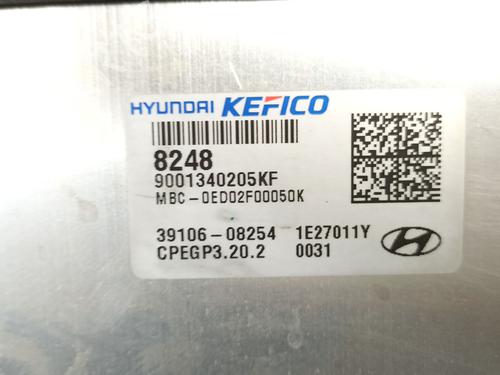 HYUNDAI KEFICO
8248
9001340205KF
MBC-0ED02F00050K
39106-08254 1E27011Y
CPEGP3.20.2 0031